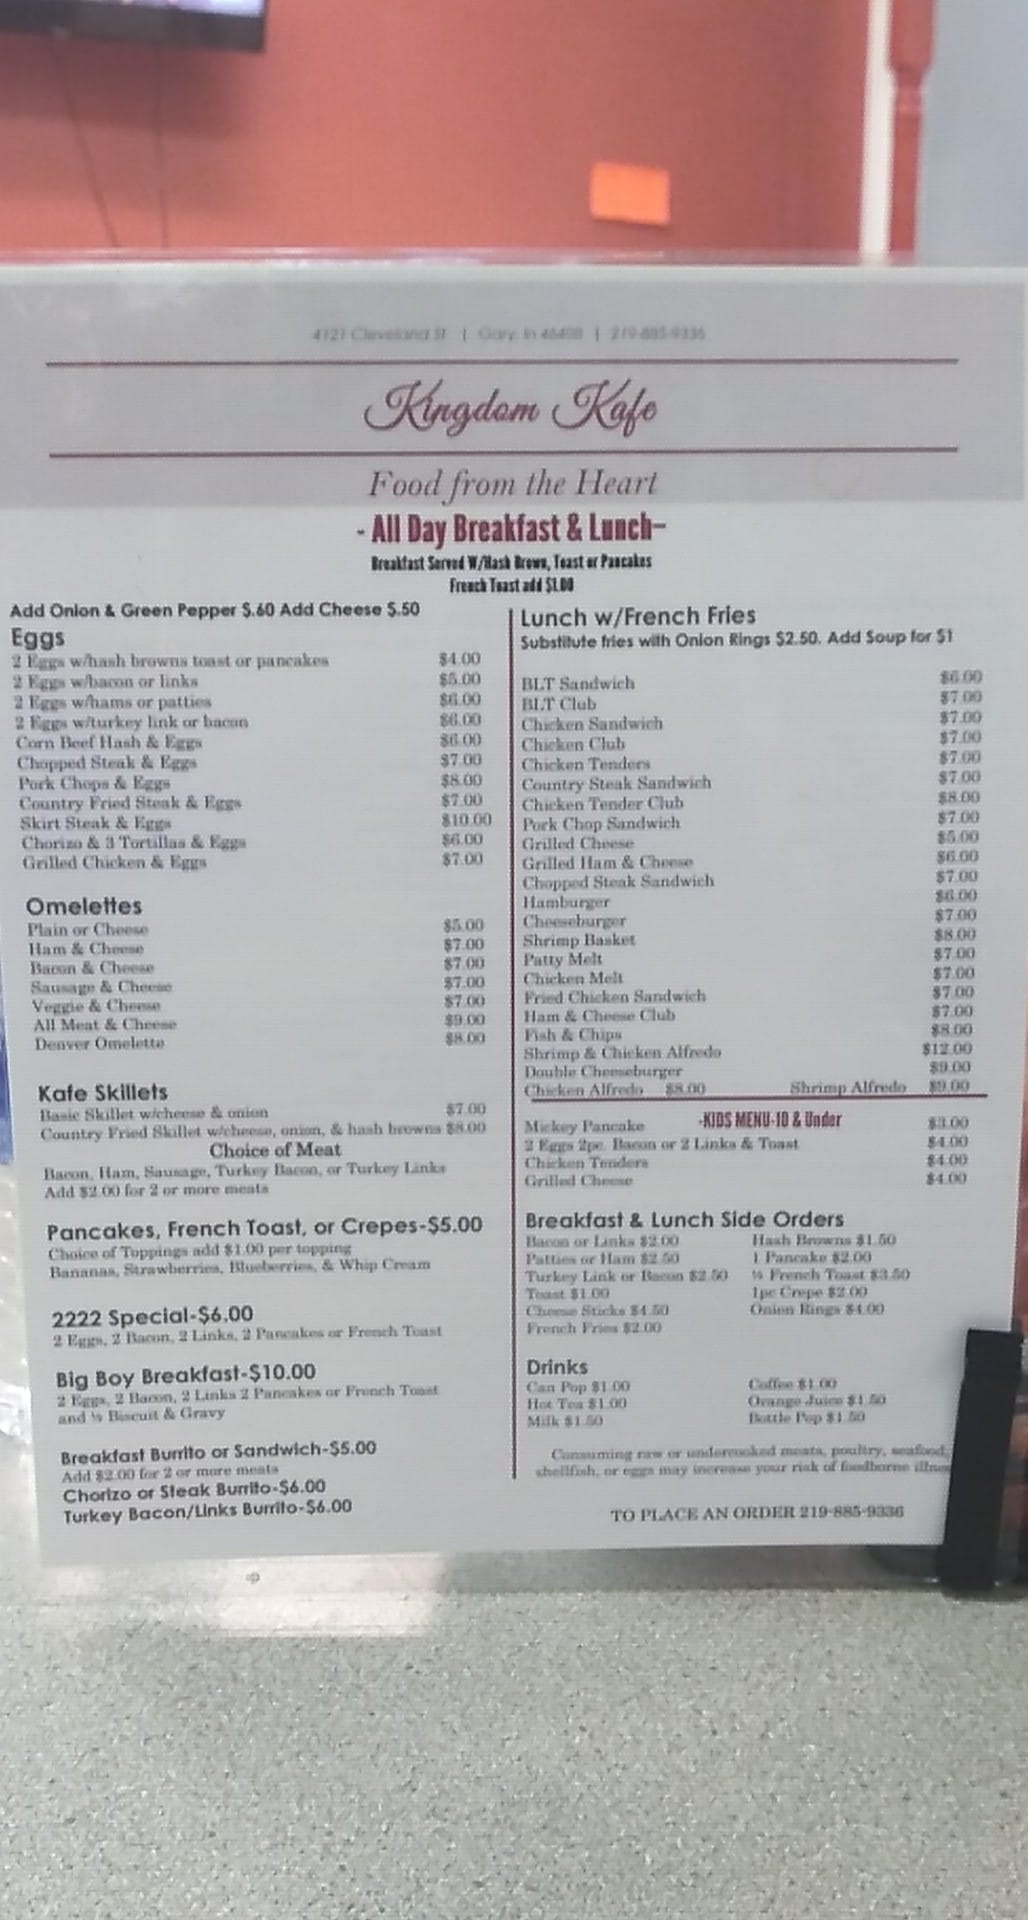 4121 Cleveland St | Gary, In 46408 | 219-885-9336
Kingdom Kafe
Food from the Heart
- All Day Breakfast & Lunch–
Breakfast Served W/Hash Brown, Toast or Pancakes
French Toast add $1.00
Add Onion & Green Pepper $.60 Add Cheese $.50
Eggs
2 Eggs w/hash browns toast or pancakes $4.00
2 Eggs w/bacon or links $5.00
2 Eggs w/hams or patties $6.00
2 Eggs w/turkey link or bacon $6.00
Corn Beef Hash & Eggs $6.00
Chopped Steak & Eggs $7.00
Pork Chops & Eggs $8.00
Country Fried Steak & Eggs $7.00
Skirt Steak & Eggs $10.00
Chorizo & 3 Tortillas & Eggs $6.00
Grilled Chicken & Eggs $7.00
Omelettes
Plain or Cheese $5.00
Ham & Cheese $7.00
Bacon & Cheese $7.00
Sausage & Cheese $7.00
Veggie & Cheese $7.00
All Meat & Cheese $9.00
Denver Omelette $8.00
Kafe Skillets
Basic Skillet w/cheese & onion $7.00
Country Fried Skillet w/cheese, onion, & hash browns $8.00
Choice of Meat
Bacon, Ham, Sausage, Turkey Bacon, or Turkey Links
Add $2.00 for 2 or more meats
Pancakes, French Toast, or Crepes-$5.00
Choice of Toppings add $1.00 per topping
Bananas, Strawberries, Blueberries, & Whip Cream
2222 Special-$6.00
2 Eggs, 2 Bacon, 2 Links, 2 Pancakes or French Toast
Big Boy Breakfast-$10.00
2 Eggs, 2 Bacon, 2 Links 2 Pancakes or French Toast
and ½ Biscuit & Gravy
Breakfast Burrito or Sandwich-$5.00
Add $2.00 for 2 or more meats
Chorizo or Steak Burrito-$6.00
Turkey Bacon/Links Burrito-$6.00
Lunch w/French Fries
Substitute fries with Onion Rings $2.50. Add Soup for $1
BLT Sandwich $6.00
BLT Club $7.00
Chicken Sandwich $7.00
Chicken Club $7.00
Chicken Tenders $7.00
Country Steak Sandwich $7.00
Chicken Tender Club $8.00
Pork Chop Sandwich $7.00
Grilled Cheese $5.00
Grilled Ham & Cheese $6.00
Chopped Steak Sandwich $7.00
Hamburger $6.00
Cheeseburger $7.00
Shrimp Basket $8.00
Patty Melt $7.00
Chicken Melt $7.00
Fried Chicken Sandwich $7.00
Ham & Cheese Club $7.00
Fish & Chips $8.00
Shrimp & Chicken Alfredo $12.00
Double Cheeseburger $9.00
Chicken Alfredo $8.00 Shrimp Alfredo $9.00
-KIDS MENU-10 & Under
Mickey Pancake $3.00
2 Eggs 2pc. Bacon or 2 Links & Toast $4.00
Chicken Tenders $4.00
Grilled Cheese $4.00
Breakfast & Lunch Side Orders
Bacon or Links $2.00 Hash Browns $1.50
Patties or Ham $2.50 1 Pancake $2.00
Turkey Link or Bacon $2.50 ½ French Toast $3.50
Toast $1.00 1pc Crepe $2.00
Cheese Sticks $4.50 Onion Rings $4.00
French Fries $2.00
Drinks
Can Pop $1.00 Coffee $1.00
Hot Tea $1.00 Orange Juice $1.50
Milk $1.50 Bottle Pop $1.50
Consuming raw or undercooked meats, poultry, seafood,
shellfish, or eggs may increase your risk of foodborne illnes
TO PLACE AN ORDER 219-885-9336